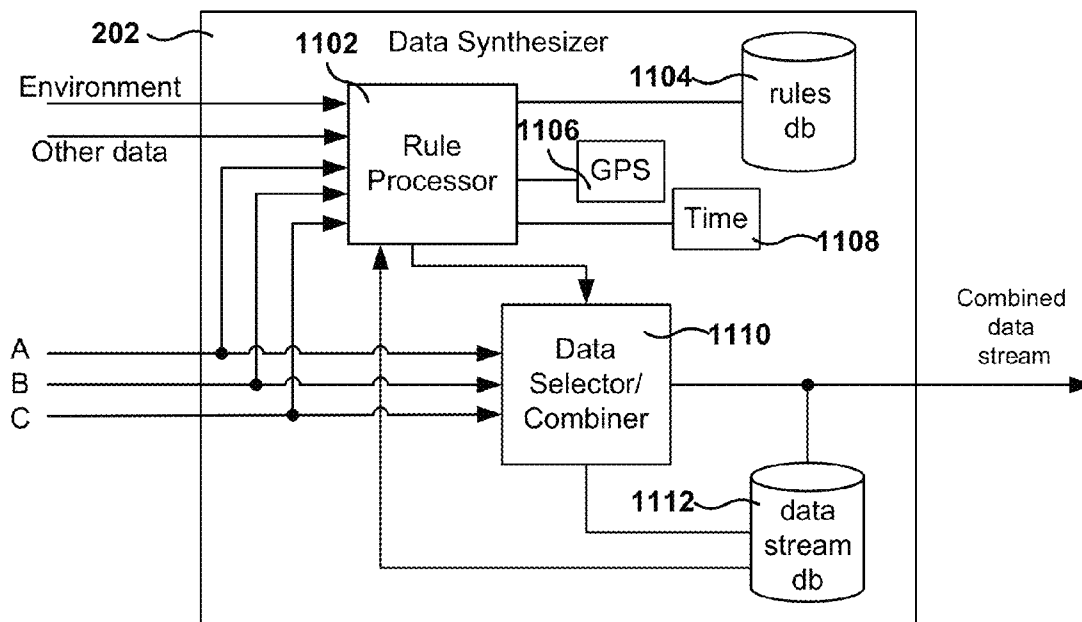 202
1102
Data Synthesizer
Environment
Other data
Rule
Processor
1104
rules
db
1106
GPS
Time
1108
A
B
C
Data
Selector/
Combiner
1110
Combined
data
stream
1112
data
stream
db